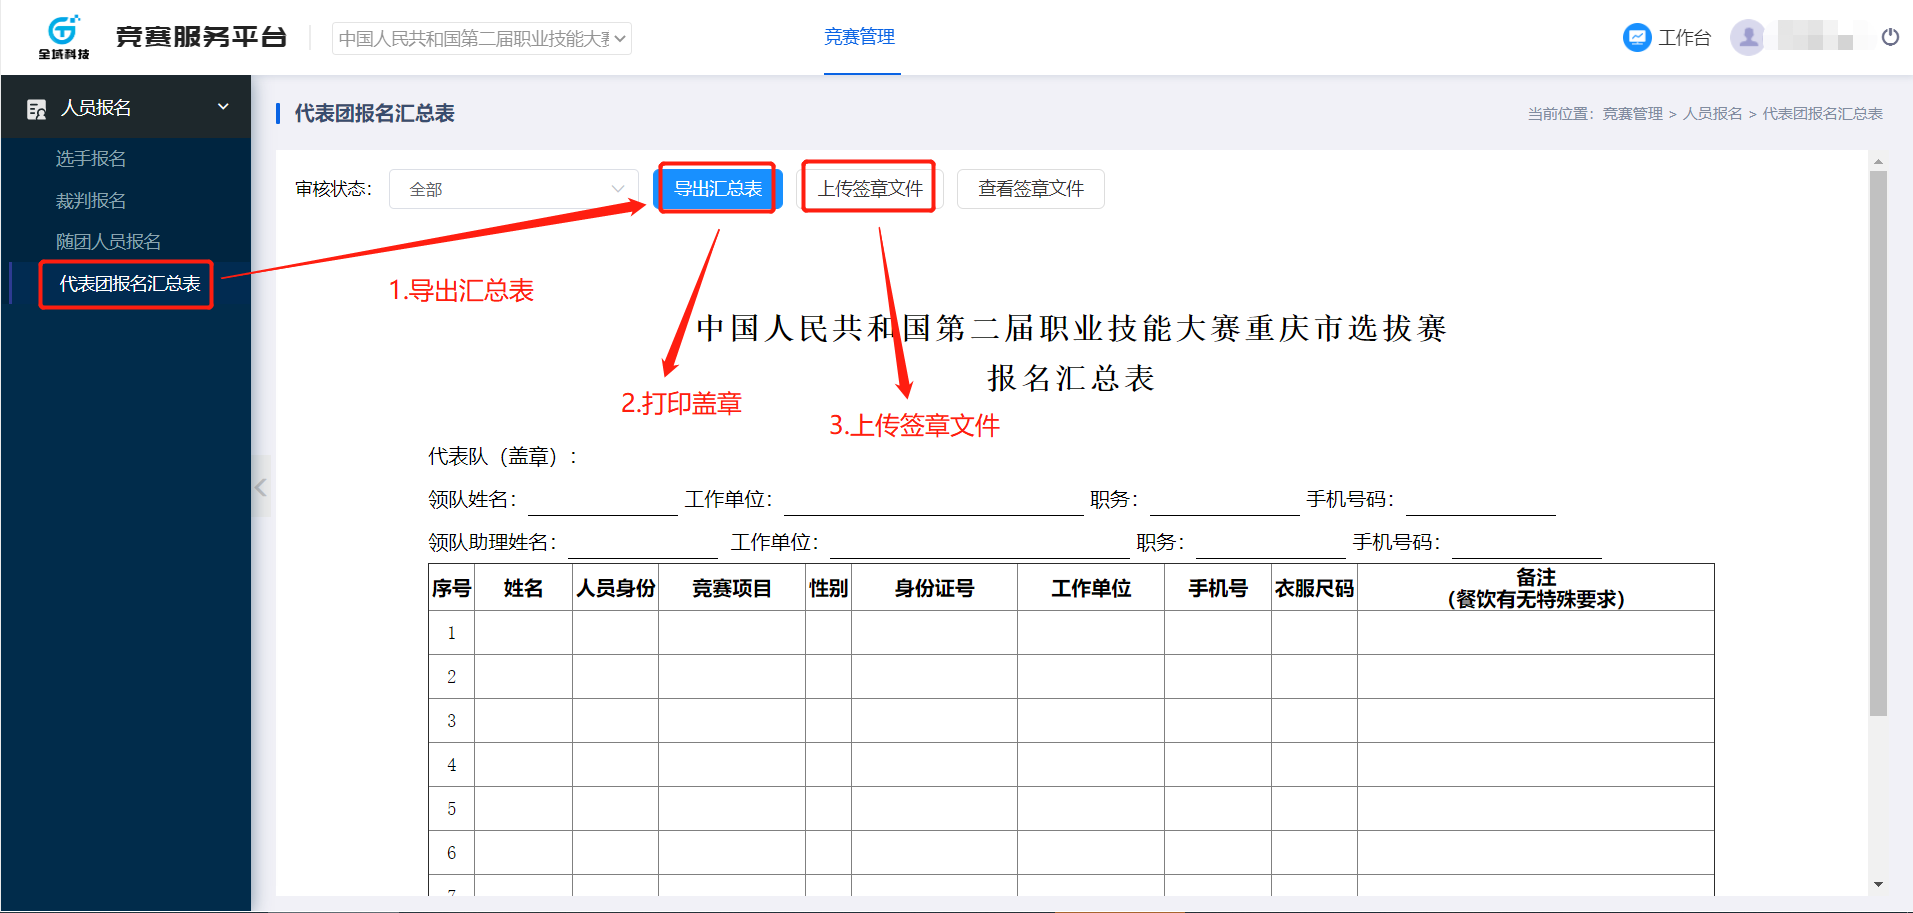 全域科技
竞赛服务平台
中国人民共和国第二届职业技能大赛
竞赛管理
工作台
人员报名
选手报名
裁判报名
随团人员报名
代表团报名汇总表
代表团报名汇总表
当前位置：竞赛管理 > 人员报名 > 代表团报名汇总表
审核状态： 全部 导出汇总表 上传签章文件 查看签章文件
1.导出汇总表
2.打印盖章
3.上传签章文件
中国人民共和国第二届职业技能大赛重庆市选拔赛
报名汇总表
代表队（盖章）：
领队姓名： 工作单位： 职务： 手机号码：
领队助理姓名： 工作单位： 职务： 手机号码：
序号 姓名 人员身份 竞赛项目 性别 身份证号 工作单位 手机号 衣服尺码 备注
（餐饮有无特殊要求）
1
2
3
4
5
6
7